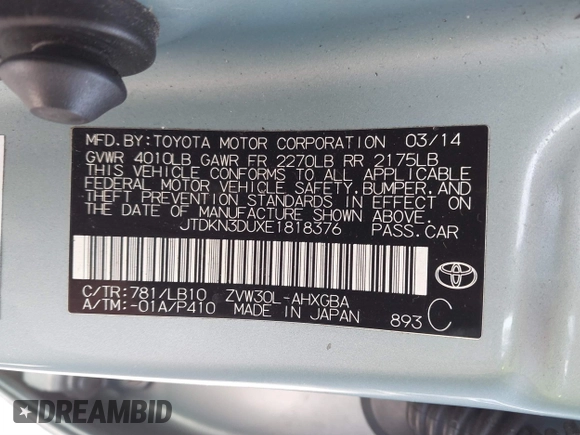 MFD. BY: TOYOTA MOTOR CORPORATION 03/14
GVWR 4010LB GAWR FR 2270LB RR 2175LB
THIS VEHICLE CONFORMS TO ALL APPLICABLE
FEDERAL MOTOR VEHICLE SAFETY, BUMPER, AND
THEFT PREVENTION STANDARDS IN EFFECT ON
THE DATE OF MANUFACTURE SHOWN ABOVE.
JTDKN3DUXE1818376 PASS. CAR
C/TR: 781/LB10 ZVW30L-AHXGBA
A/TM: -01A/P410 MADE IN JAPAN 893 C
TOYOTA
DREAMBID